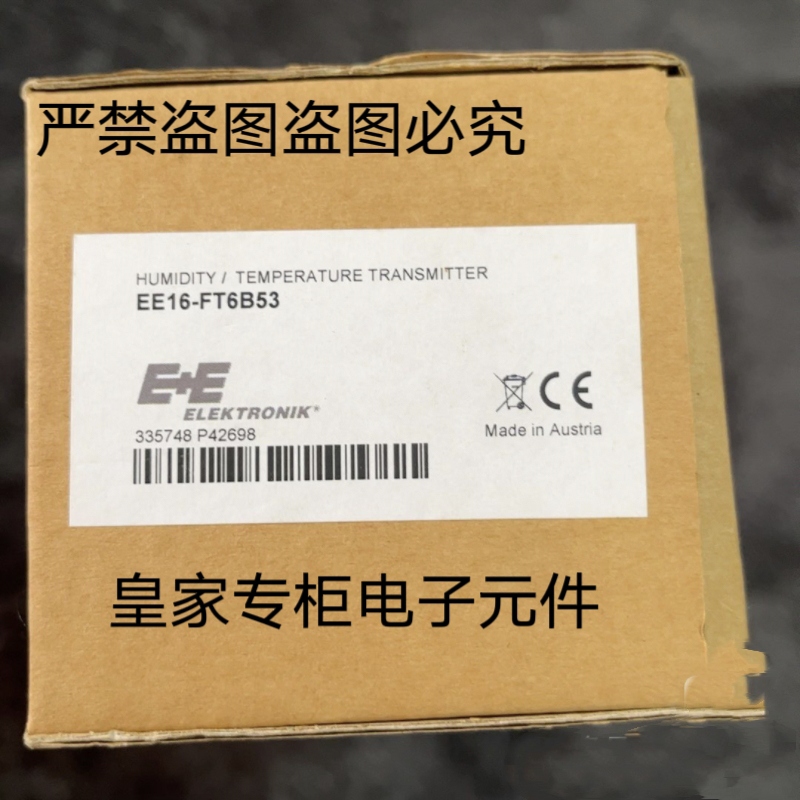 严禁盗图盗图必究
HUMIDITY / TEMPERATURE TRANSMITTER
EE16-FT6B53
E+E
ELEKTRONIK®
335748 P42698
CE
Made in Austria
皇家专柜电子元件